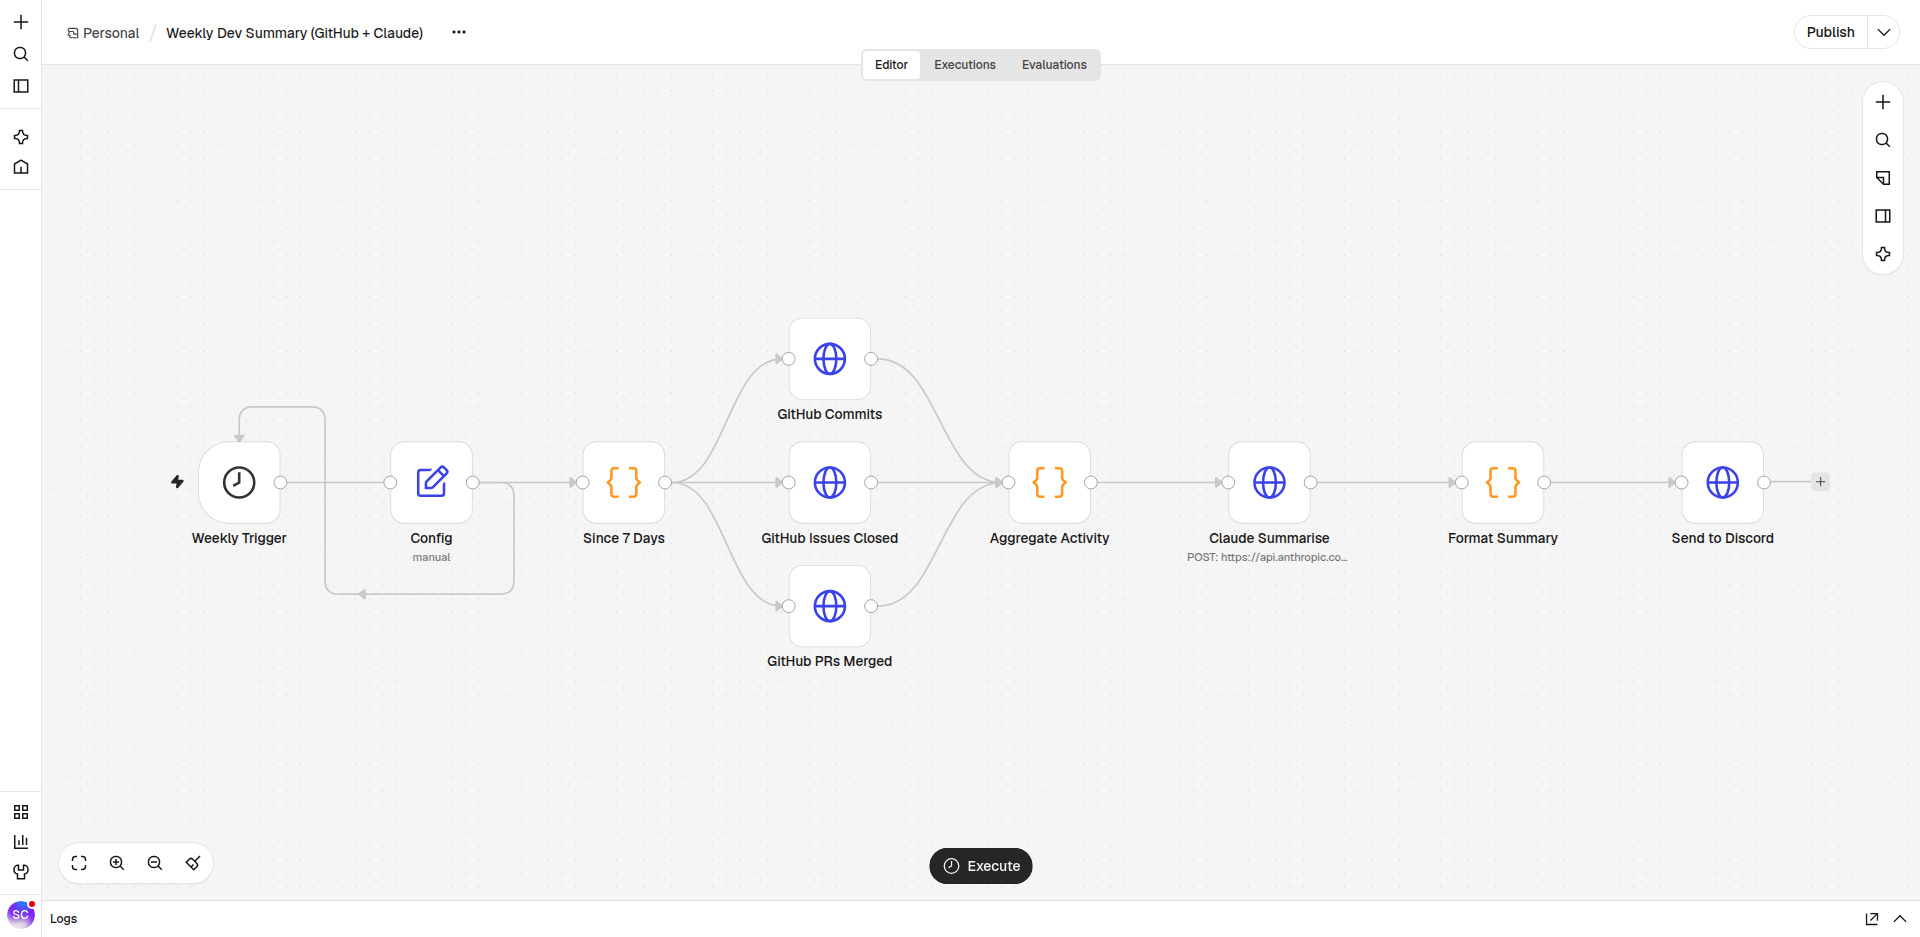 Personal / Weekly Dev Summary (GitHub + Claude) ...
Publish
Editor Executions Evaluations
GitHub Commits
Weekly Trigger
Config
manual
Since 7 Days
GitHub Issues Closed
Aggregate Activity
Claude Summarise
POST: https://api.anthropic.co...
Format Summary
Send to Discord
GitHub PRs Merged
Execute
SC
Logs